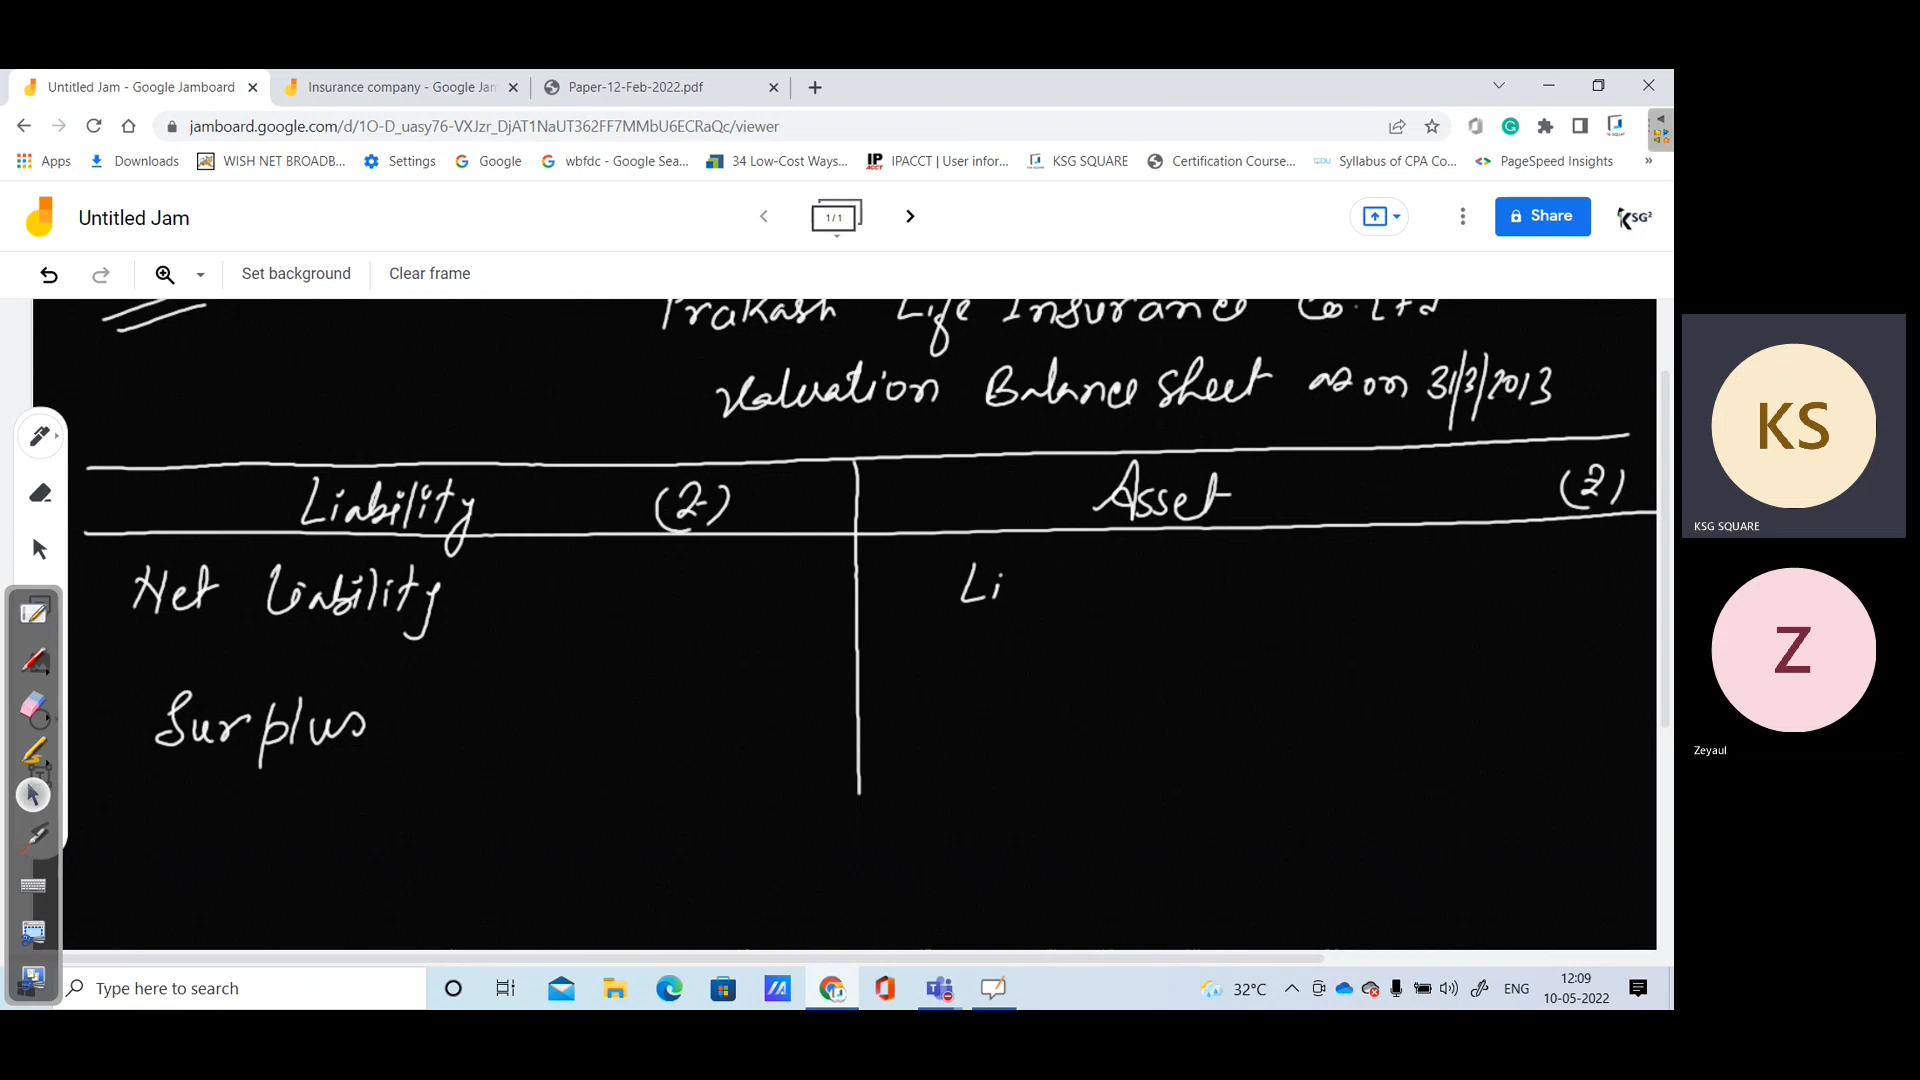 Untitled Jam - Google Jamboard
Insurance company - Google Jan
Paper-12-Feb-2022.pdf
jamboard.google.com/d/1O-D_uasy76-VXJzr_DjAT1NaUT362FF7MMbU6ECRaQc/viewer
Apps Downloads WISH NET BROADB... Settings Google wbfdc - Google Sea... 34 Low-Cost Ways... IPACCT | User infor... KSG SQUARE Certification Course... Syllabus of CPA Co... PageSpeed Insights »
Untitled Jam
1/1
Share
KSG²
Set background Clear frame
Prakash Life Insurance Co. Ltd
Valuation Balance Sheet as on 31/3/2013
Liability (2) Asset (2)
Net Liability Li
Surplus
KS
KSG SQUARE
Z
Zeyaul
Type here to search
32°C
ENG
12:09
10-05-2022